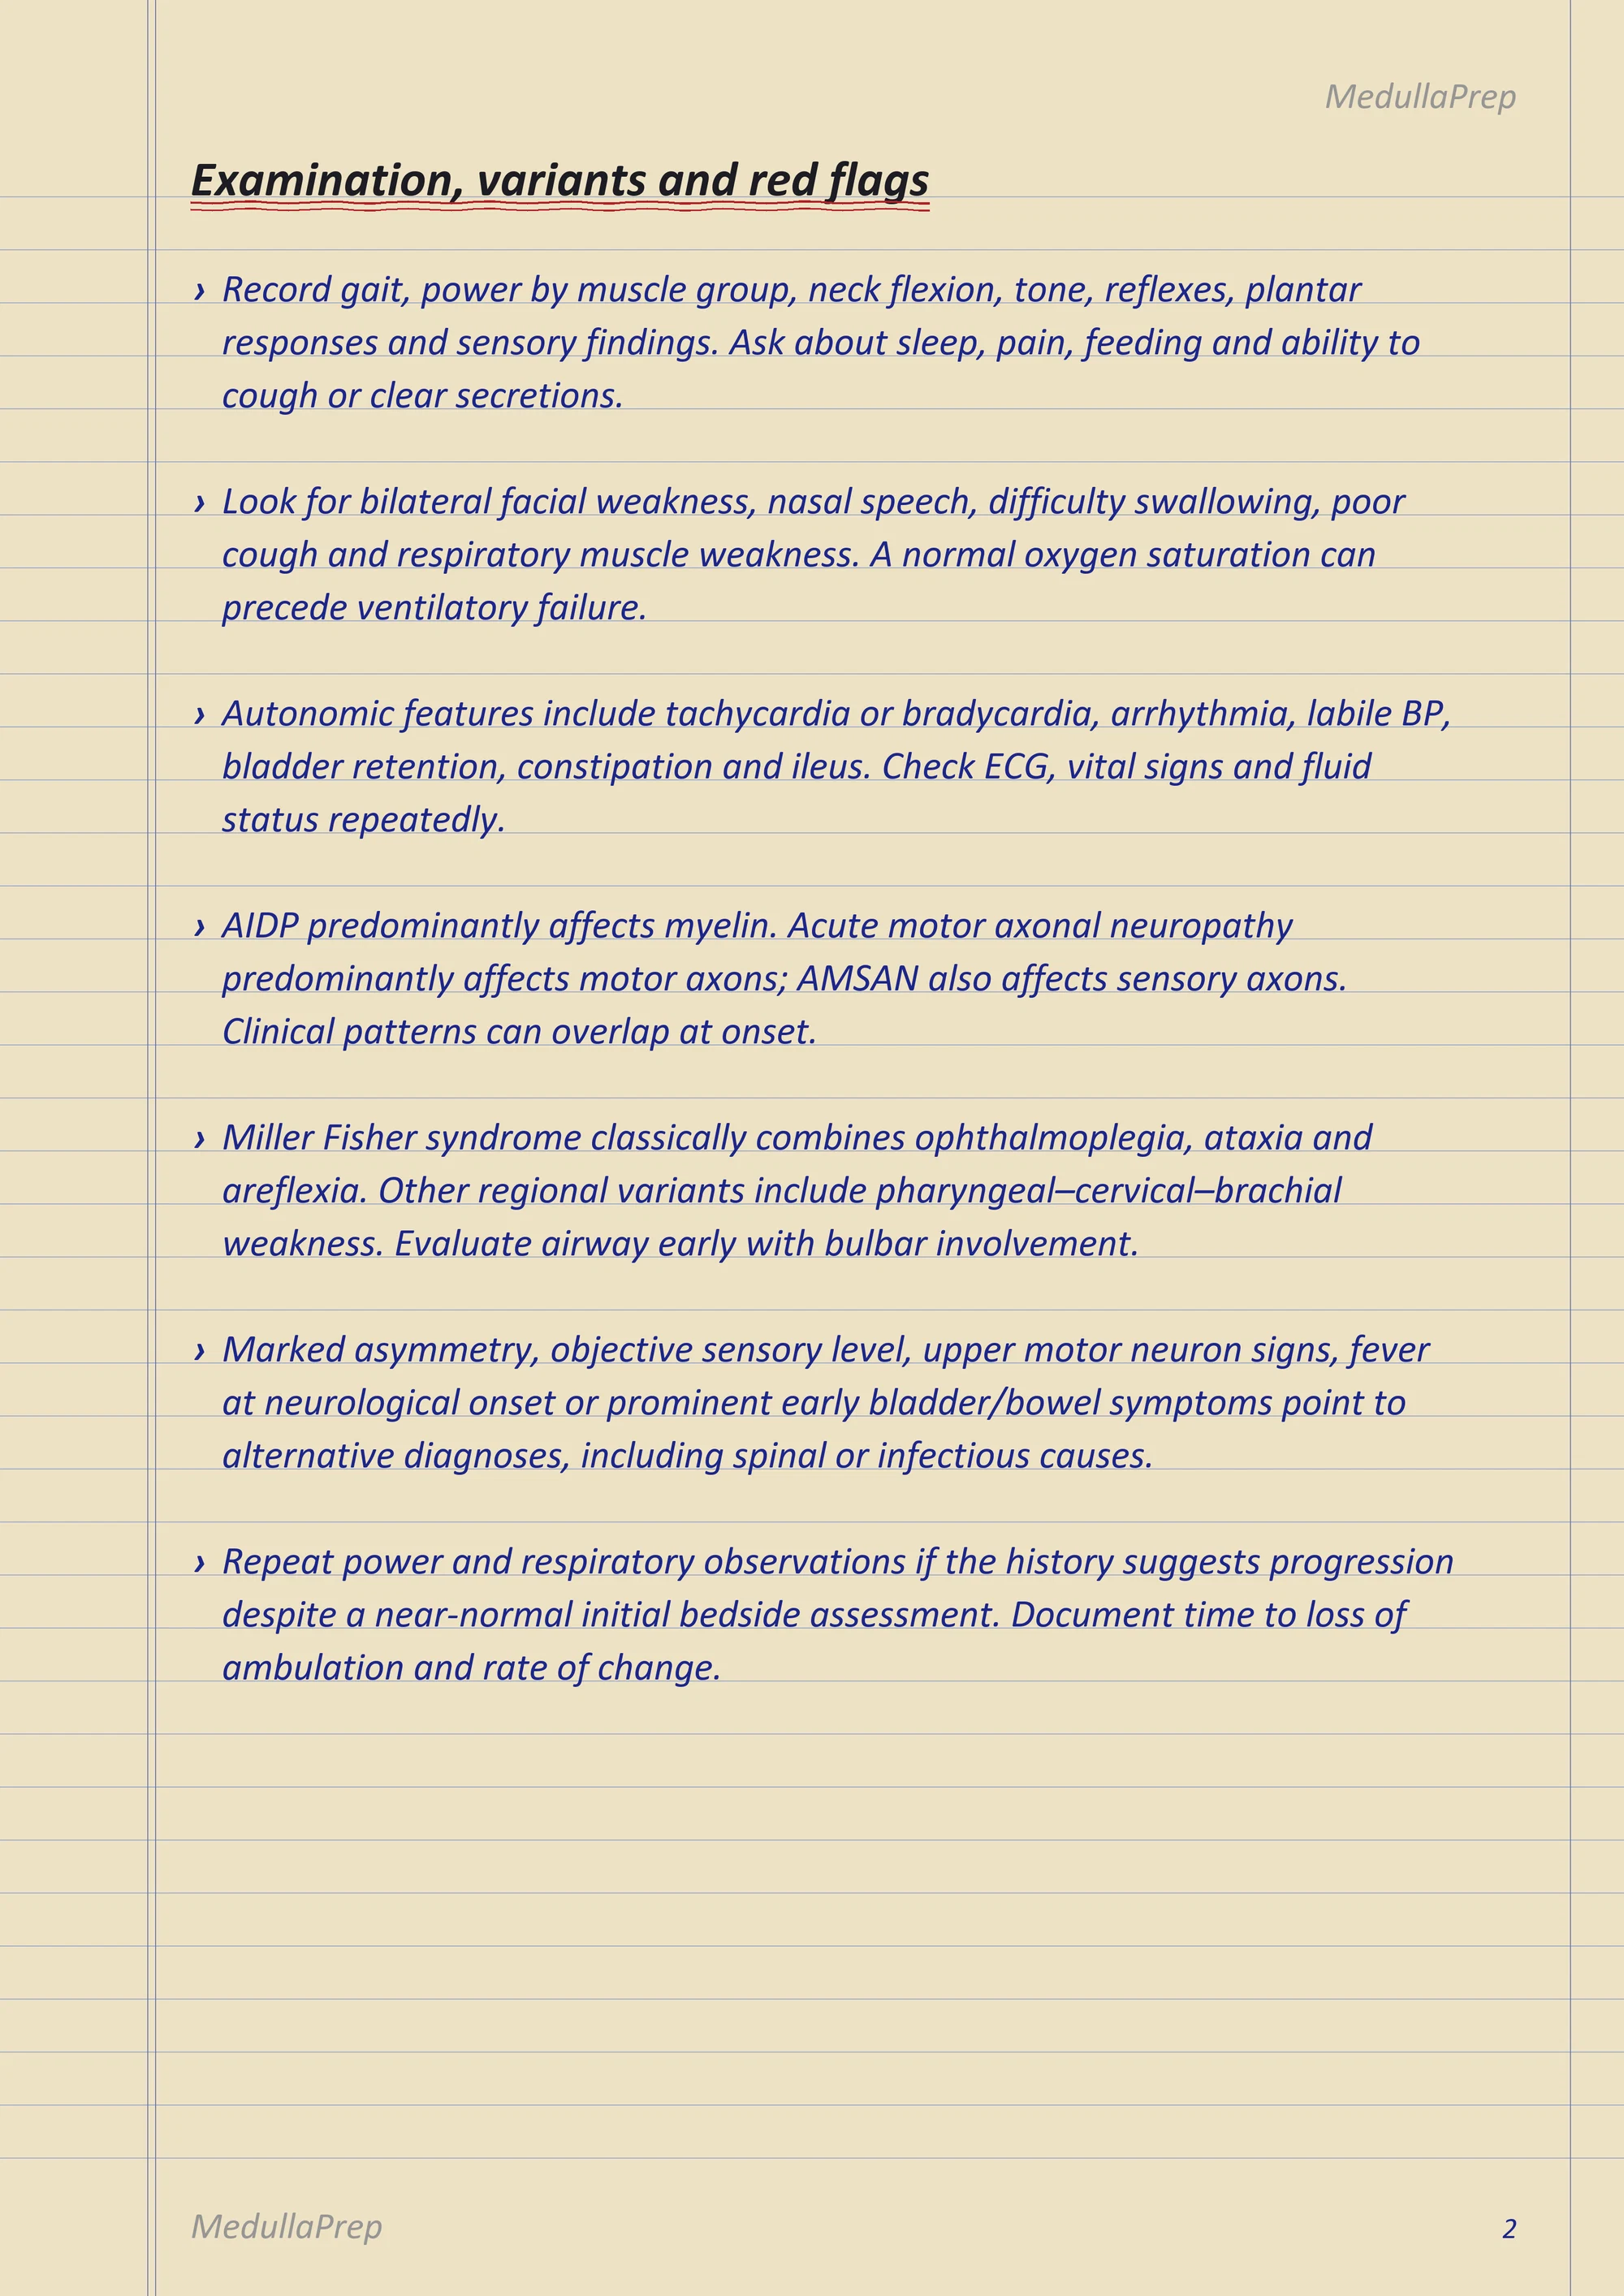 MedullaPrep
Examination, variants and red flags
› Record gait, power by muscle group, neck flexion, tone, reflexes, plantar
responses and sensory findings. Ask about sleep, pain, feeding and ability to
cough or clear secretions.
› Look for bilateral facial weakness, nasal speech, difficulty swallowing, poor
cough and respiratory muscle weakness. A normal oxygen saturation can
precede ventilatory failure.
› Autonomic features include tachycardia or bradycardia, arrhythmia, labile BP,
bladder retention, constipation and ileus. Check ECG, vital signs and fluid
status repeatedly.
› AIDP predominantly affects myelin. Acute motor axonal neuropathy
predominantly affects motor axons; AMSAN also affects sensory axons.
Clinical patterns can overlap at onset.
› Miller Fisher syndrome classically combines ophthalmoplegia, ataxia and
areflexia. Other regional variants include pharyngeal–cervical–brachial
weakness. Evaluate airway early with bulbar involvement.
› Marked asymmetry, objective sensory level, upper motor neuron signs, fever
at neurological onset or prominent early bladder/bowel symptoms point to
alternative diagnoses, including spinal or infectious causes.
› Repeat power and respiratory observations if the history suggests progression
despite a near-normal initial bedside assessment. Document time to loss of
ambulation and rate of change.
MedullaPrep
2